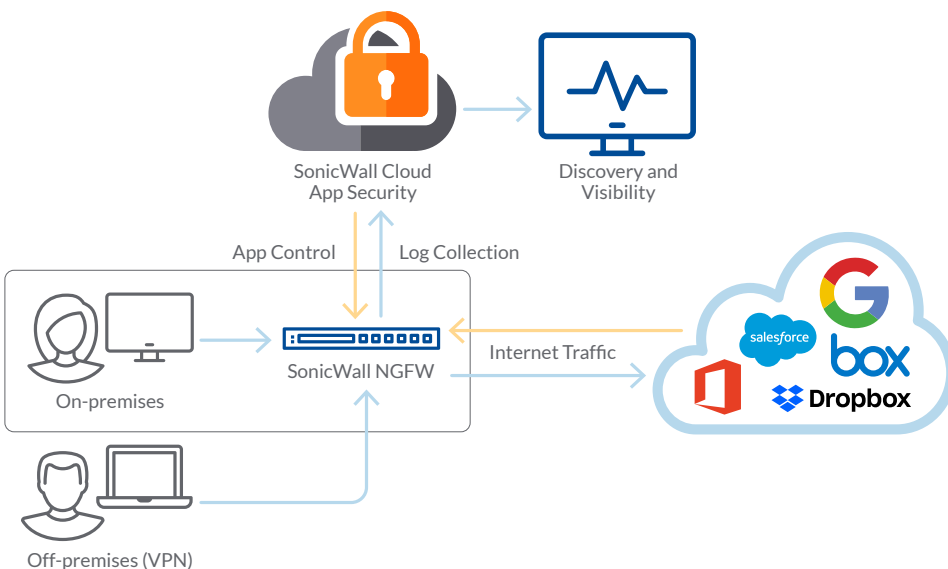 SonicWall Cloud
App Security
Discovery and
Visibility
App Control
Log Collection
On-premises
SonicWall NGFW
Internet Traffic
salesforce
box
Dropbox
Off-premises (VPN)